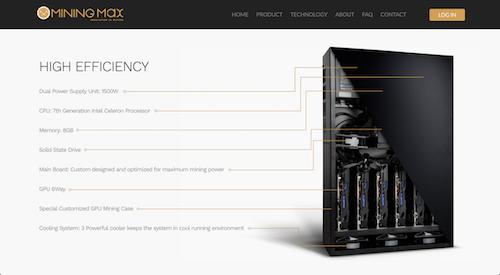 MINING MAX
HOME PRODUCT TECHNOLOGY ABOUT FAQ CONTACT LOG IN
HIGH EFFICIENCY
Dual Power Supply Unit: 1500W
CPU: 7th Generation Intel Celeron Processor
Memory: 8GB
Solid State Drive
Main Board: Custom designed and optimized for maximum mining power
GPU 6Way
Special Customized GPU Mining Case
Cooling System: 3 Powerful cooler keeps the system in cool running environment